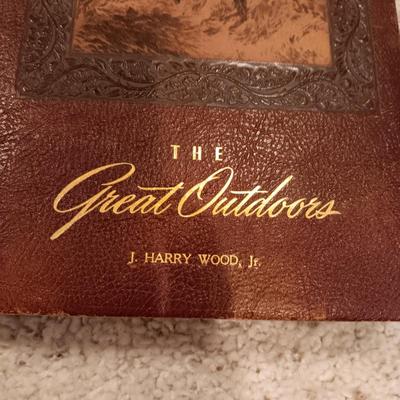 THE
Great Outdoors
J. HARRY WOOD, Jr.